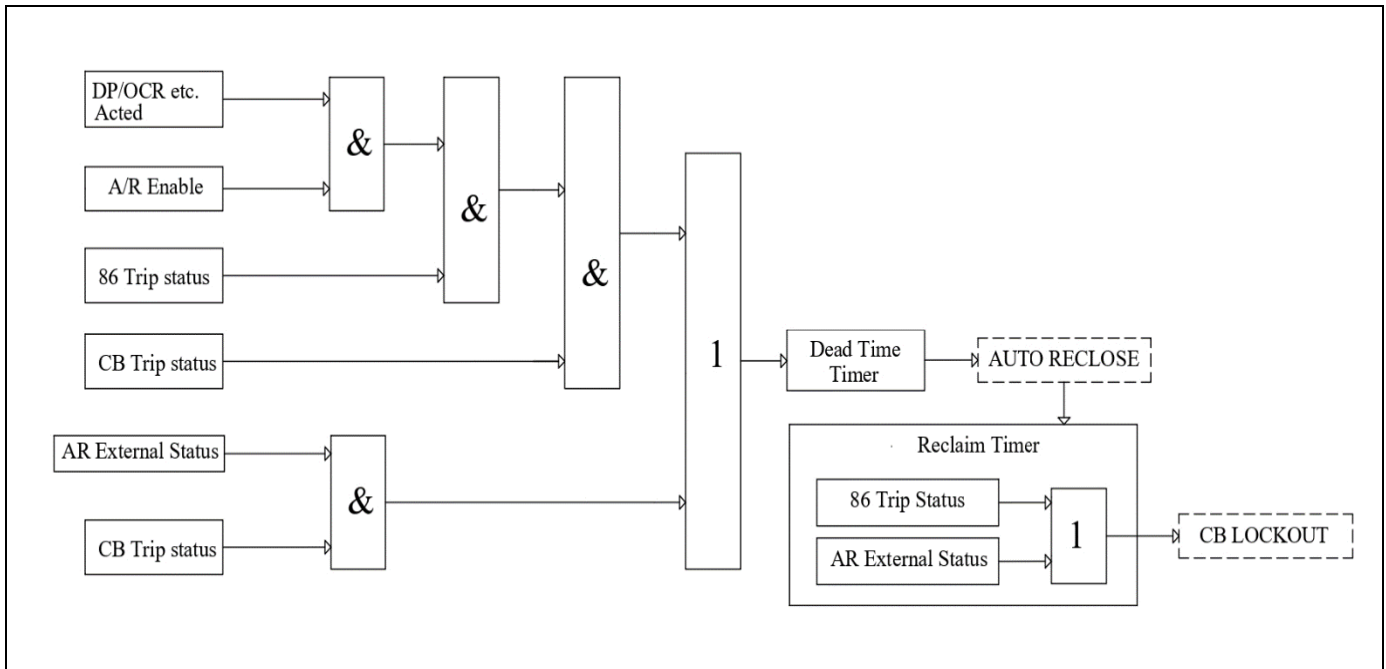 DP/OCR etc.
Acted
&
A/R Enable
&
86 Trip status
&
CB Trip status
1
Dead Time
Timer
AUTO RECLOSE
AR External Status
&
CB Trip status
Reclaim Timer
86 Trip Status
1
AR External Status
CB LOCKOUT